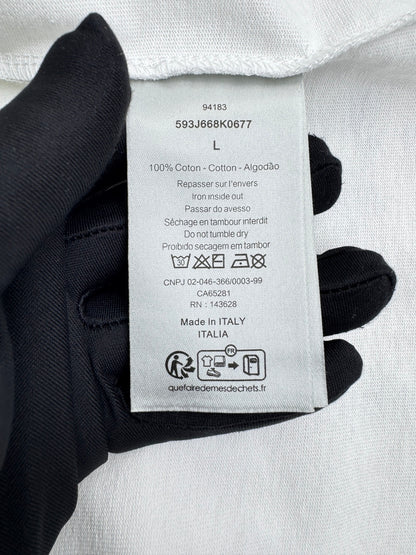 94183
593J668K0677
L
100% Coton - Cotton - Algodão
Repasser sur l'envers
Iron inside out
Passar do avesso
Séchage en tambour interdit
Do not tumble dry
Proibido secagem em tambor
30
CNPJ 02-046-366/0003-99
CA65281
RN : 143628
Made In ITALY
ITALIA
FR
quefairedemesdechets.fr